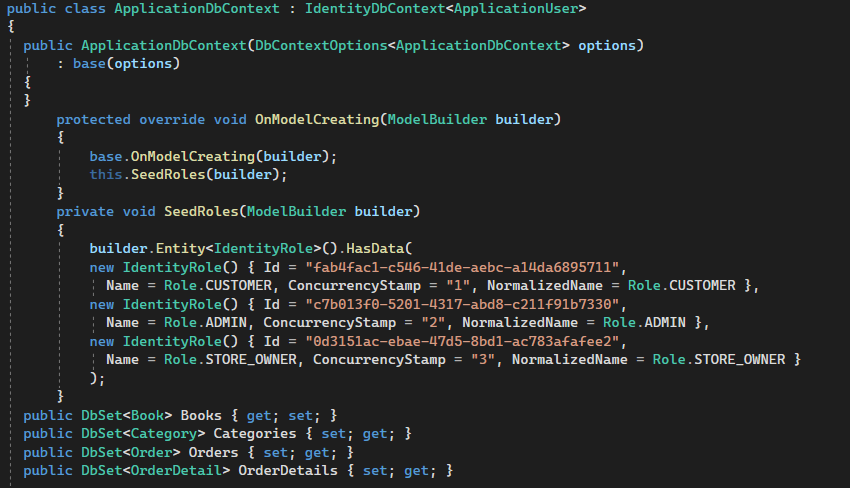 public class ApplicationDbContext : IdentityDbContext<ApplicationUser>
{
public ApplicationDbContext(DbContextOptions<ApplicationDbContext> options)
: base(options)
{
}
protected override void OnModelCreating(ModelBuilder builder)
{
base.OnModelCreating(builder);
this.SeedRoles(builder);
}
private void SeedRoles(ModelBuilder builder)
{
builder.Entity<IdentityRole>().HasData(
new IdentityRole() { Id = "fab4fac1-c546-41de-aebc-a14da6895711",
Name = Role.CUSTOMER, ConcurrencyStamp = "1", NormalizedName = Role.CUSTOMER },
new IdentityRole() { Id = "c7b013f0-5201-4317-abd8-c211f91b7330",
Name = Role.ADMIN, ConcurrencyStamp = "2", NormalizedName = Role.ADMIN },
new IdentityRole() { Id = "0d3151ac-ebae-47d5-8bd1-ac783afafee2",
Name = Role.STORE_OWNER, ConcurrencyStamp = "3", NormalizedName = Role.STORE_OWNER }
);
}
public DbSet<Book> Books { get; set; }
public DbSet<Category> Categories { set; get; }
public DbSet<Order> Orders { set; get; }
public DbSet<OrderDetail> OrderDetails { set; get; }